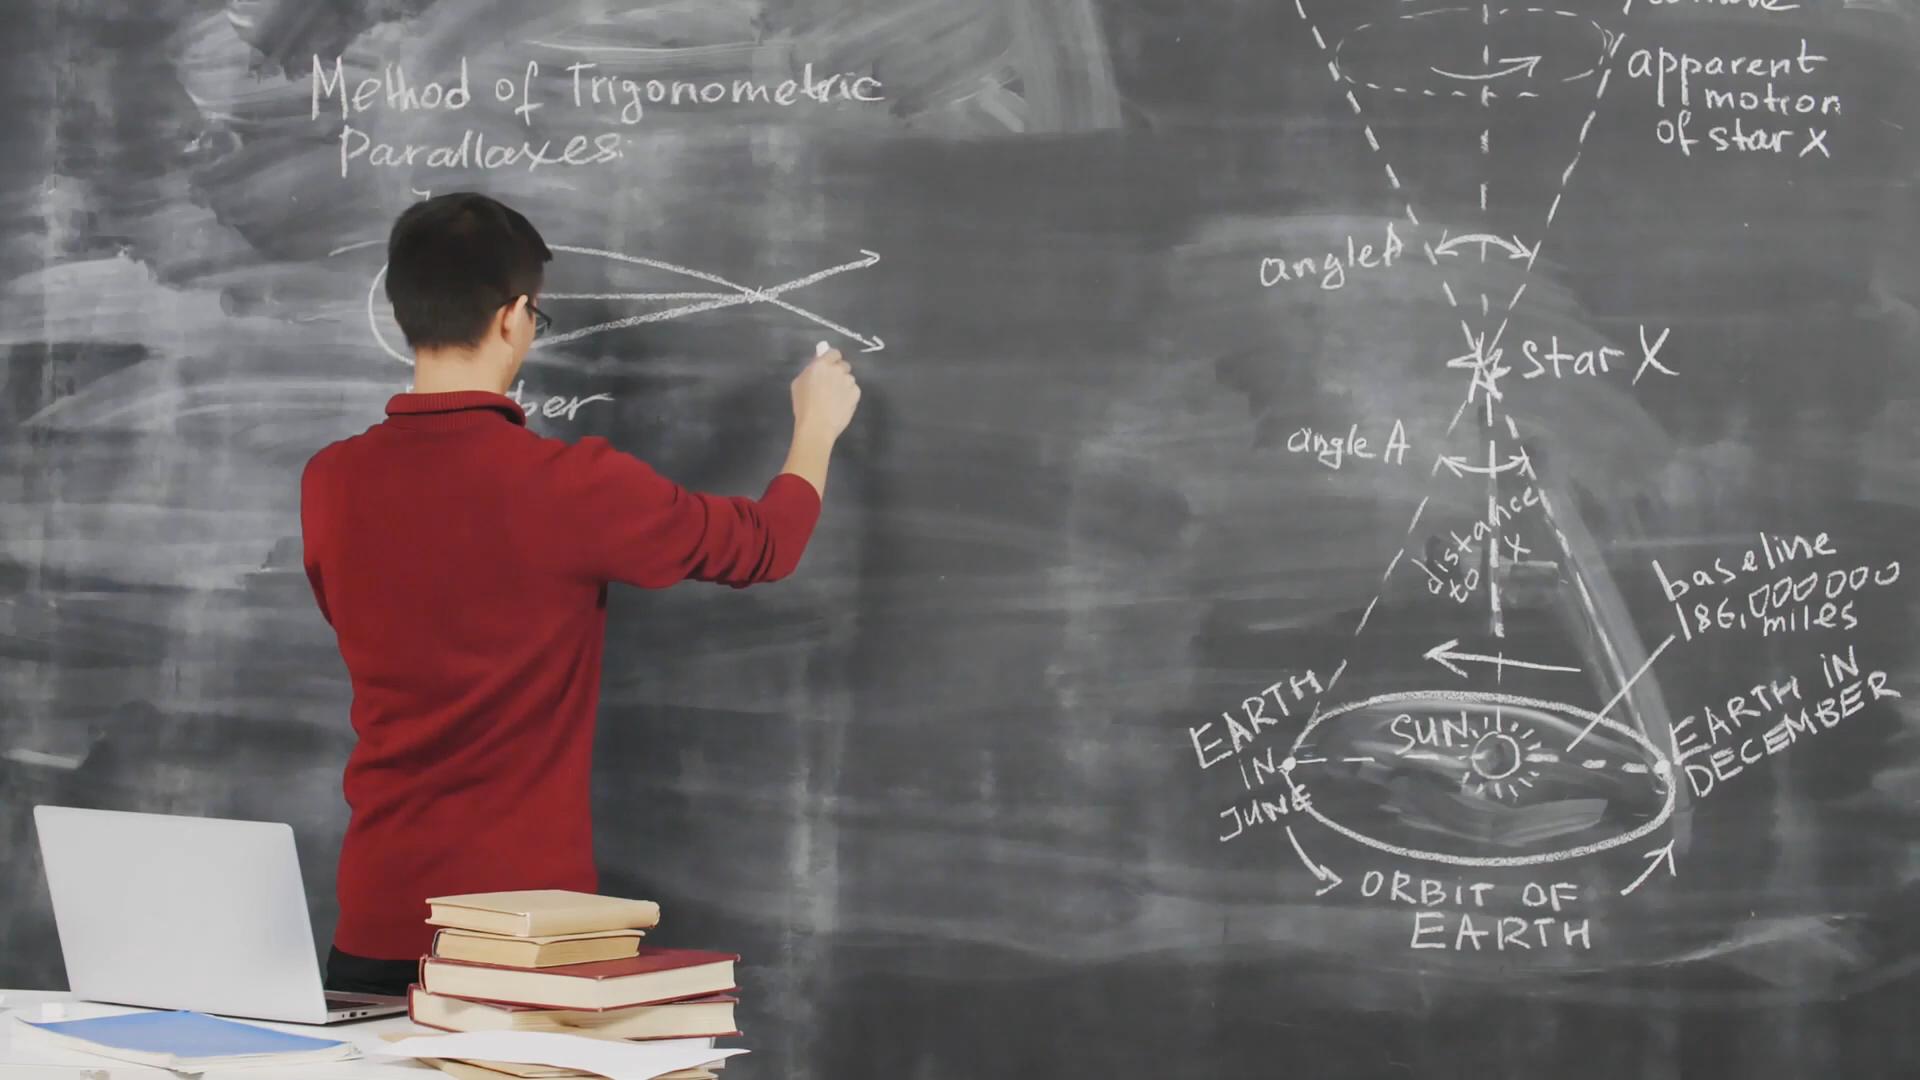 Method of Trigonometric
Parallaxes:
apparent
motion
of star X
angle A
star X
angle A
distance
to X
baseline
186,000000
miles
EARTH
IN
JUNE
SUN
EARTH IN
DECEMBER
ORBIT OF
EARTH